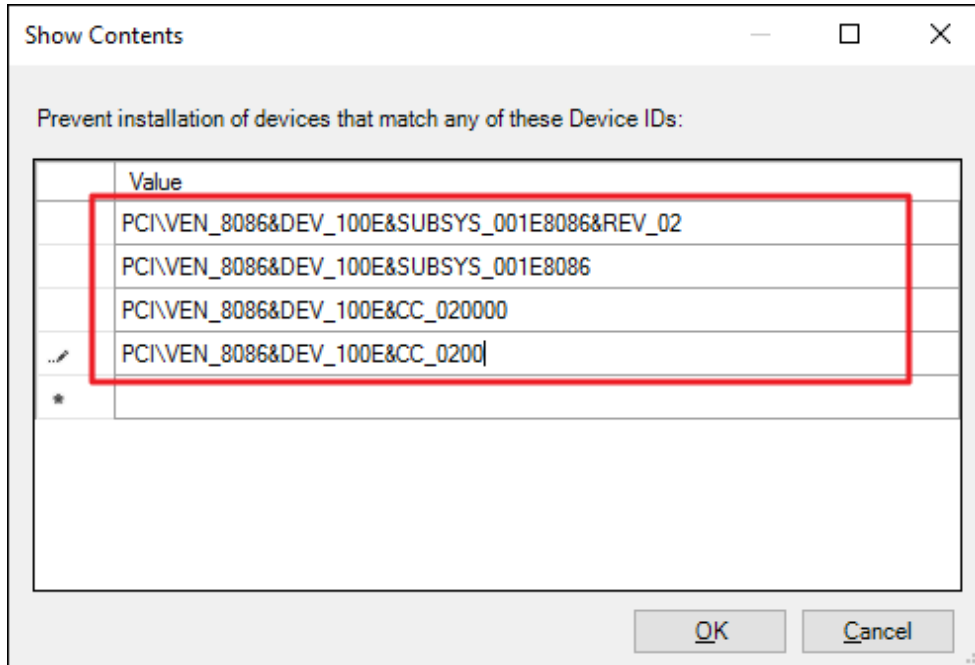 Show Contents
Prevent installation of devices that match any of these Device IDs:
Value
PCI\VEN_8086&DEV_100E&SUBSYS_001E8086&REV_02
PCI\VEN_8086&DEV_100E&SUBSYS_001E8086
PCI\VEN_8086&DEV_100E&CC_020000
PCI\VEN_8086&DEV_100E&CC_0200
OK Cancel